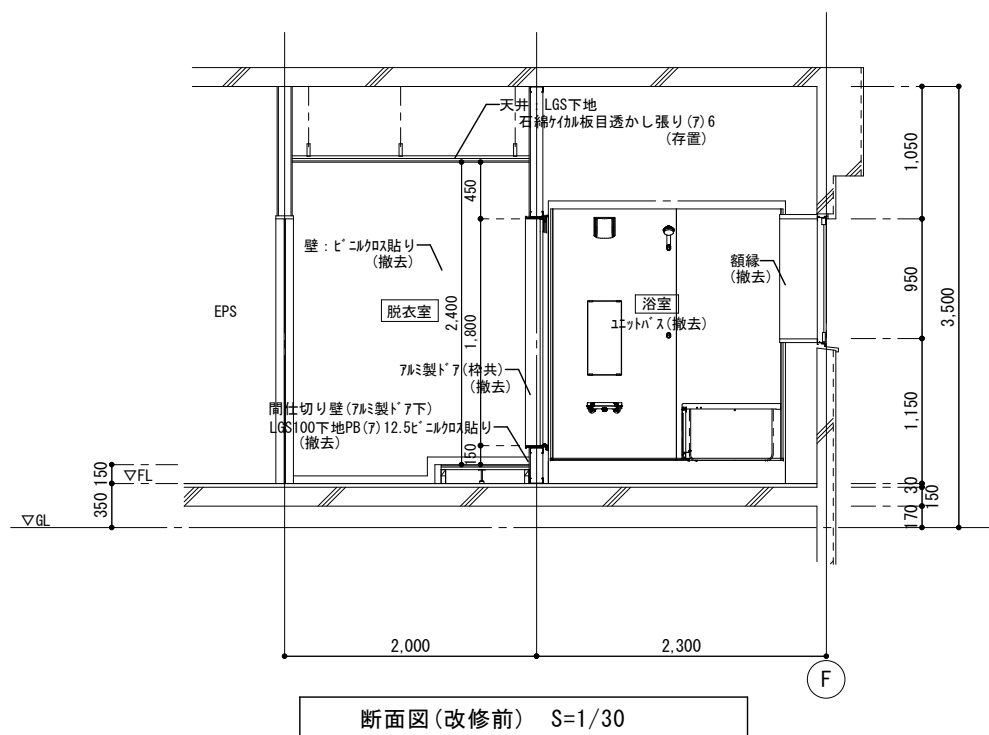 天井：LGS下地
石綿ｹｲｶﾙ板目透かし張り(ｱ)6
(存置)
450
1,050
壁：ﾋﾞﾆﾙｸﾛｽ貼り
(撤去)
額縁
(撤去)
950
3,500
EPS
脱衣室
2,400
1,800
浴室
ﾕﾆｯﾄﾊﾞｽ(撤去)
ｱﾙﾐ製ﾄﾞｱ(枠共)
(撤去)
間仕切り壁(ｱﾙﾐ製ﾄﾞｱ下)
LGS100下地PB(ｱ)12.5ﾋﾞﾆﾙｸﾛｽ貼り
(撤去)
1,150
150
150
▽FL
350
30
150
170
▽GL
2,000
2,300
F
断面図(改修前) S=1/30